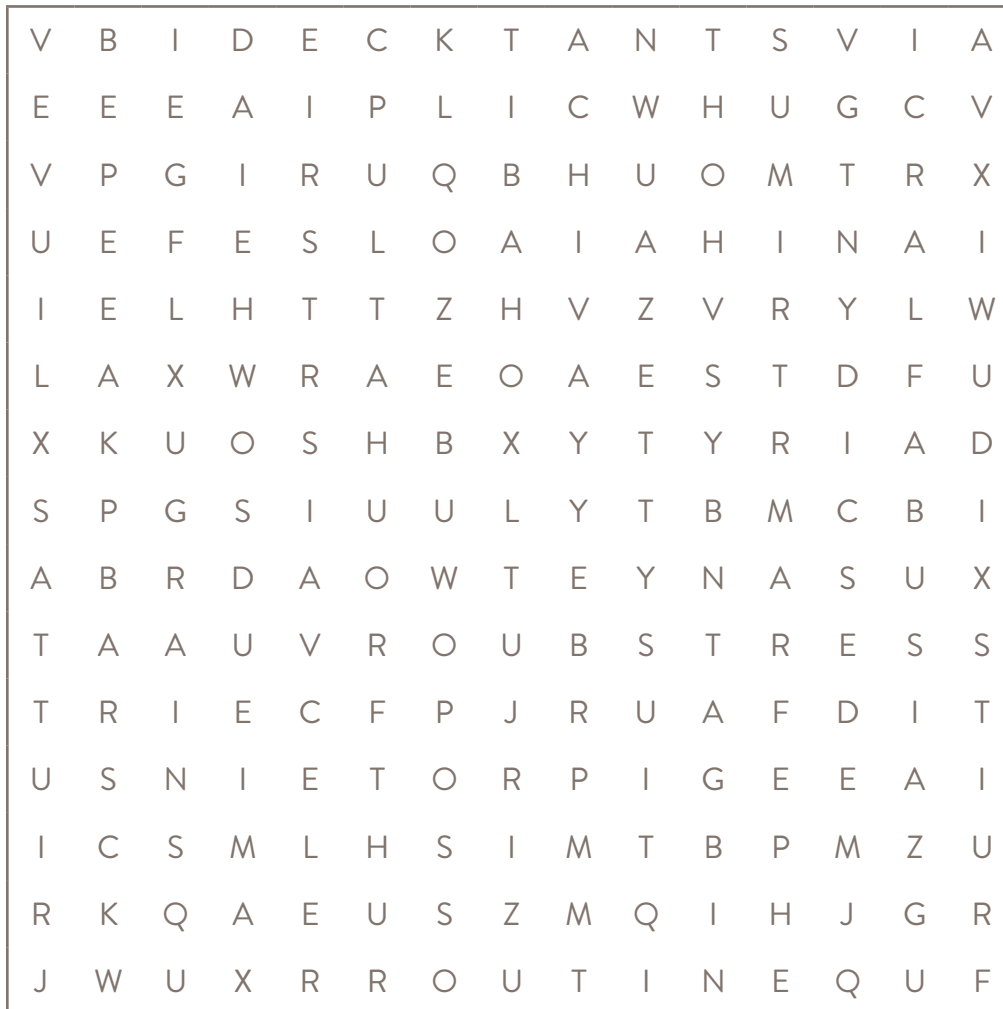 V B I D E C K T A N T S V I A
E E E A I P L I C W H U G C V
V P G I R U Q B H U O M T R X
U E F E S L O A I A H I N A I
I E L H T T Z H V Z V R Y L W
L A X W R A E O A E S T D F U
X K U O S H B X Y T Y R I A D
S P G S I U U L Y T B M C B I
A B R D A O W T E Y N A S U X
T A A U V R O U B S T R E S S
T R I E C F P J R U A F D I T
U S N I E T O R P I G E E A I
I C S M L H S I M T B P M Z U
R K Q A E U S Z M Q I H J G R
J W U X R R O U T I N E Q U F